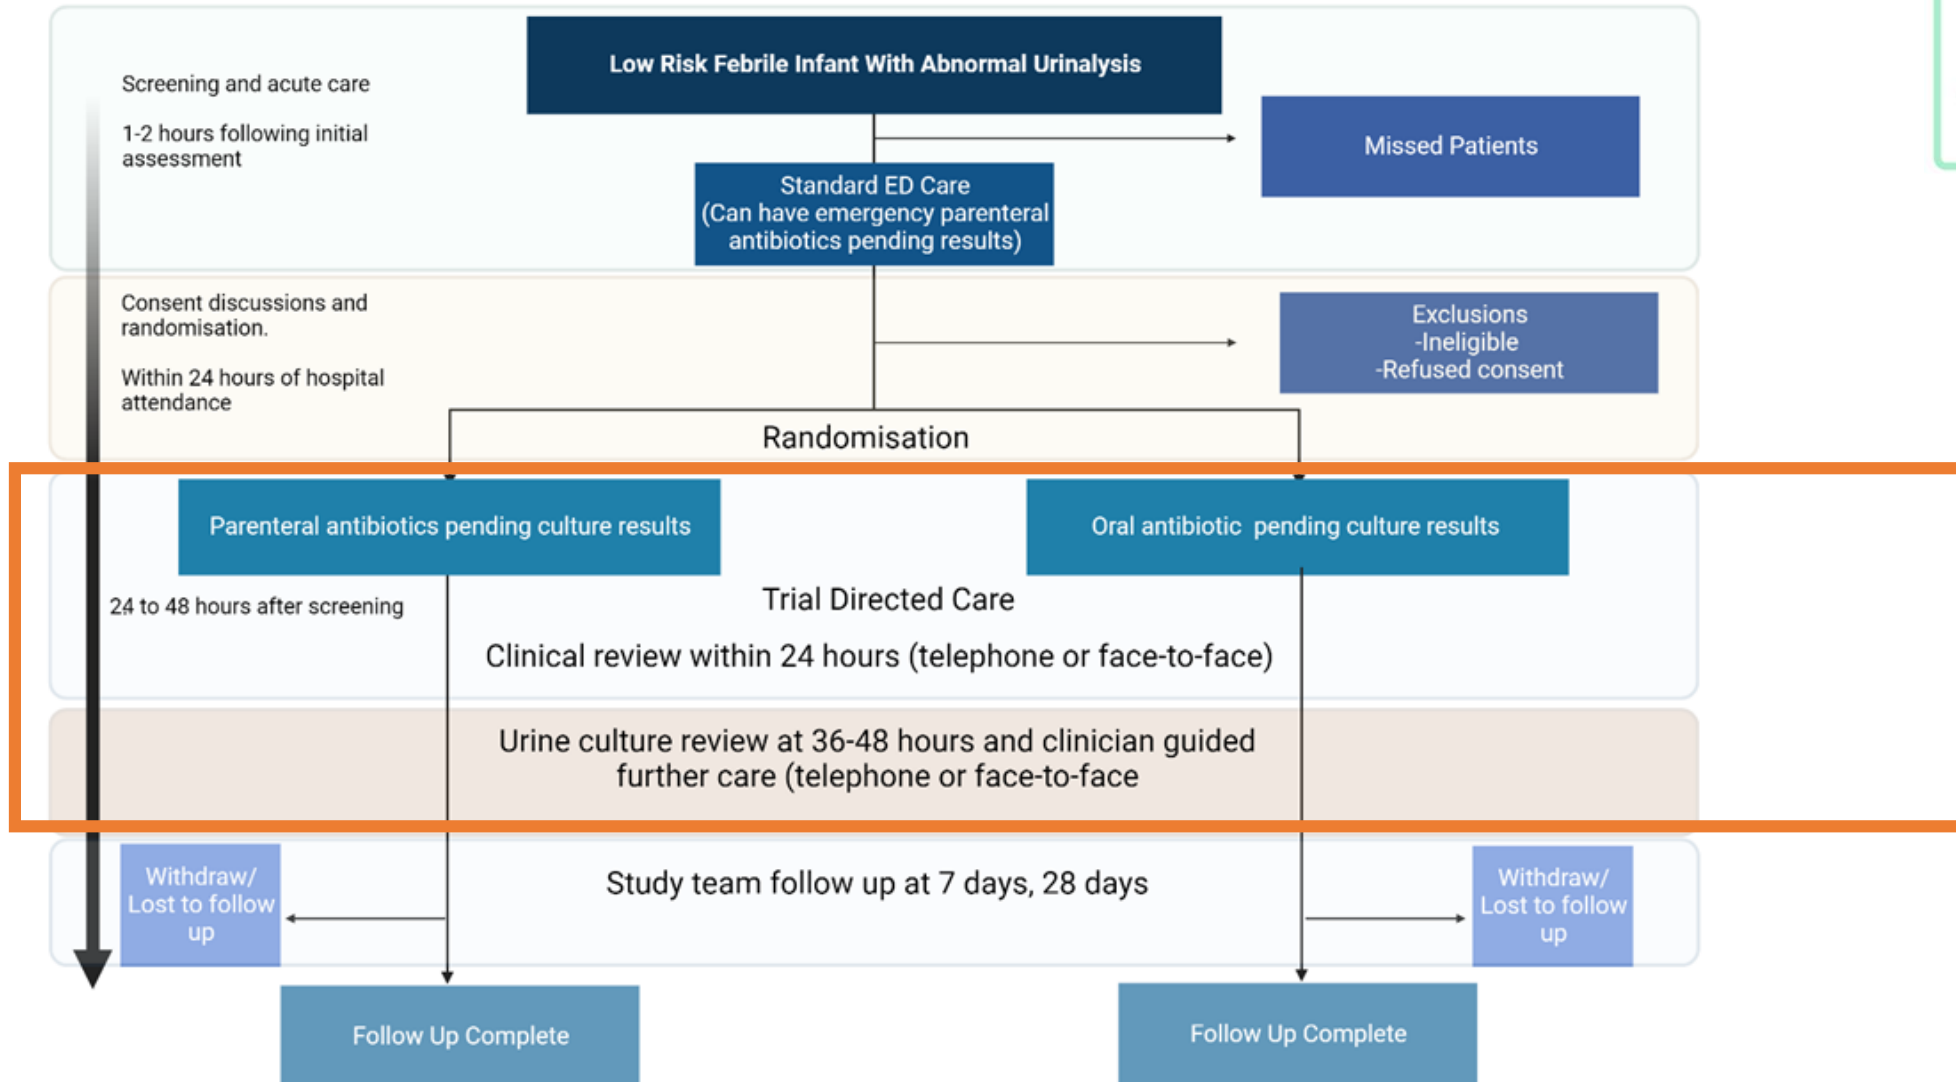 Low Risk Febrile Infant With Abnormal Urinalysis
Screening and acute care
1-2 hours following initial
assessment
Missed Patients
Standard ED Care
(Can have emergency parenteral
antibiotics pending results)
Consent discussions and
randomisation.
Within 24 hours of hospital
attendance
Exclusions
-Ineligible
-Refused consent
Randomisation
Parenteral antibiotics pending culture results
Oral antibiotic pending culture results
24 to 48 hours after screening
Trial Directed Care
Clinical review within 24 hours (telephone or face-to-face)
Urine culture review at 36-48 hours and clinician guided
further care (telephone or face-to-face
Withdraw/
Lost to follow
up
Study team follow up at 7 days, 28 days
Withdraw/
Lost to follow
up
Follow Up Complete
Follow Up Complete